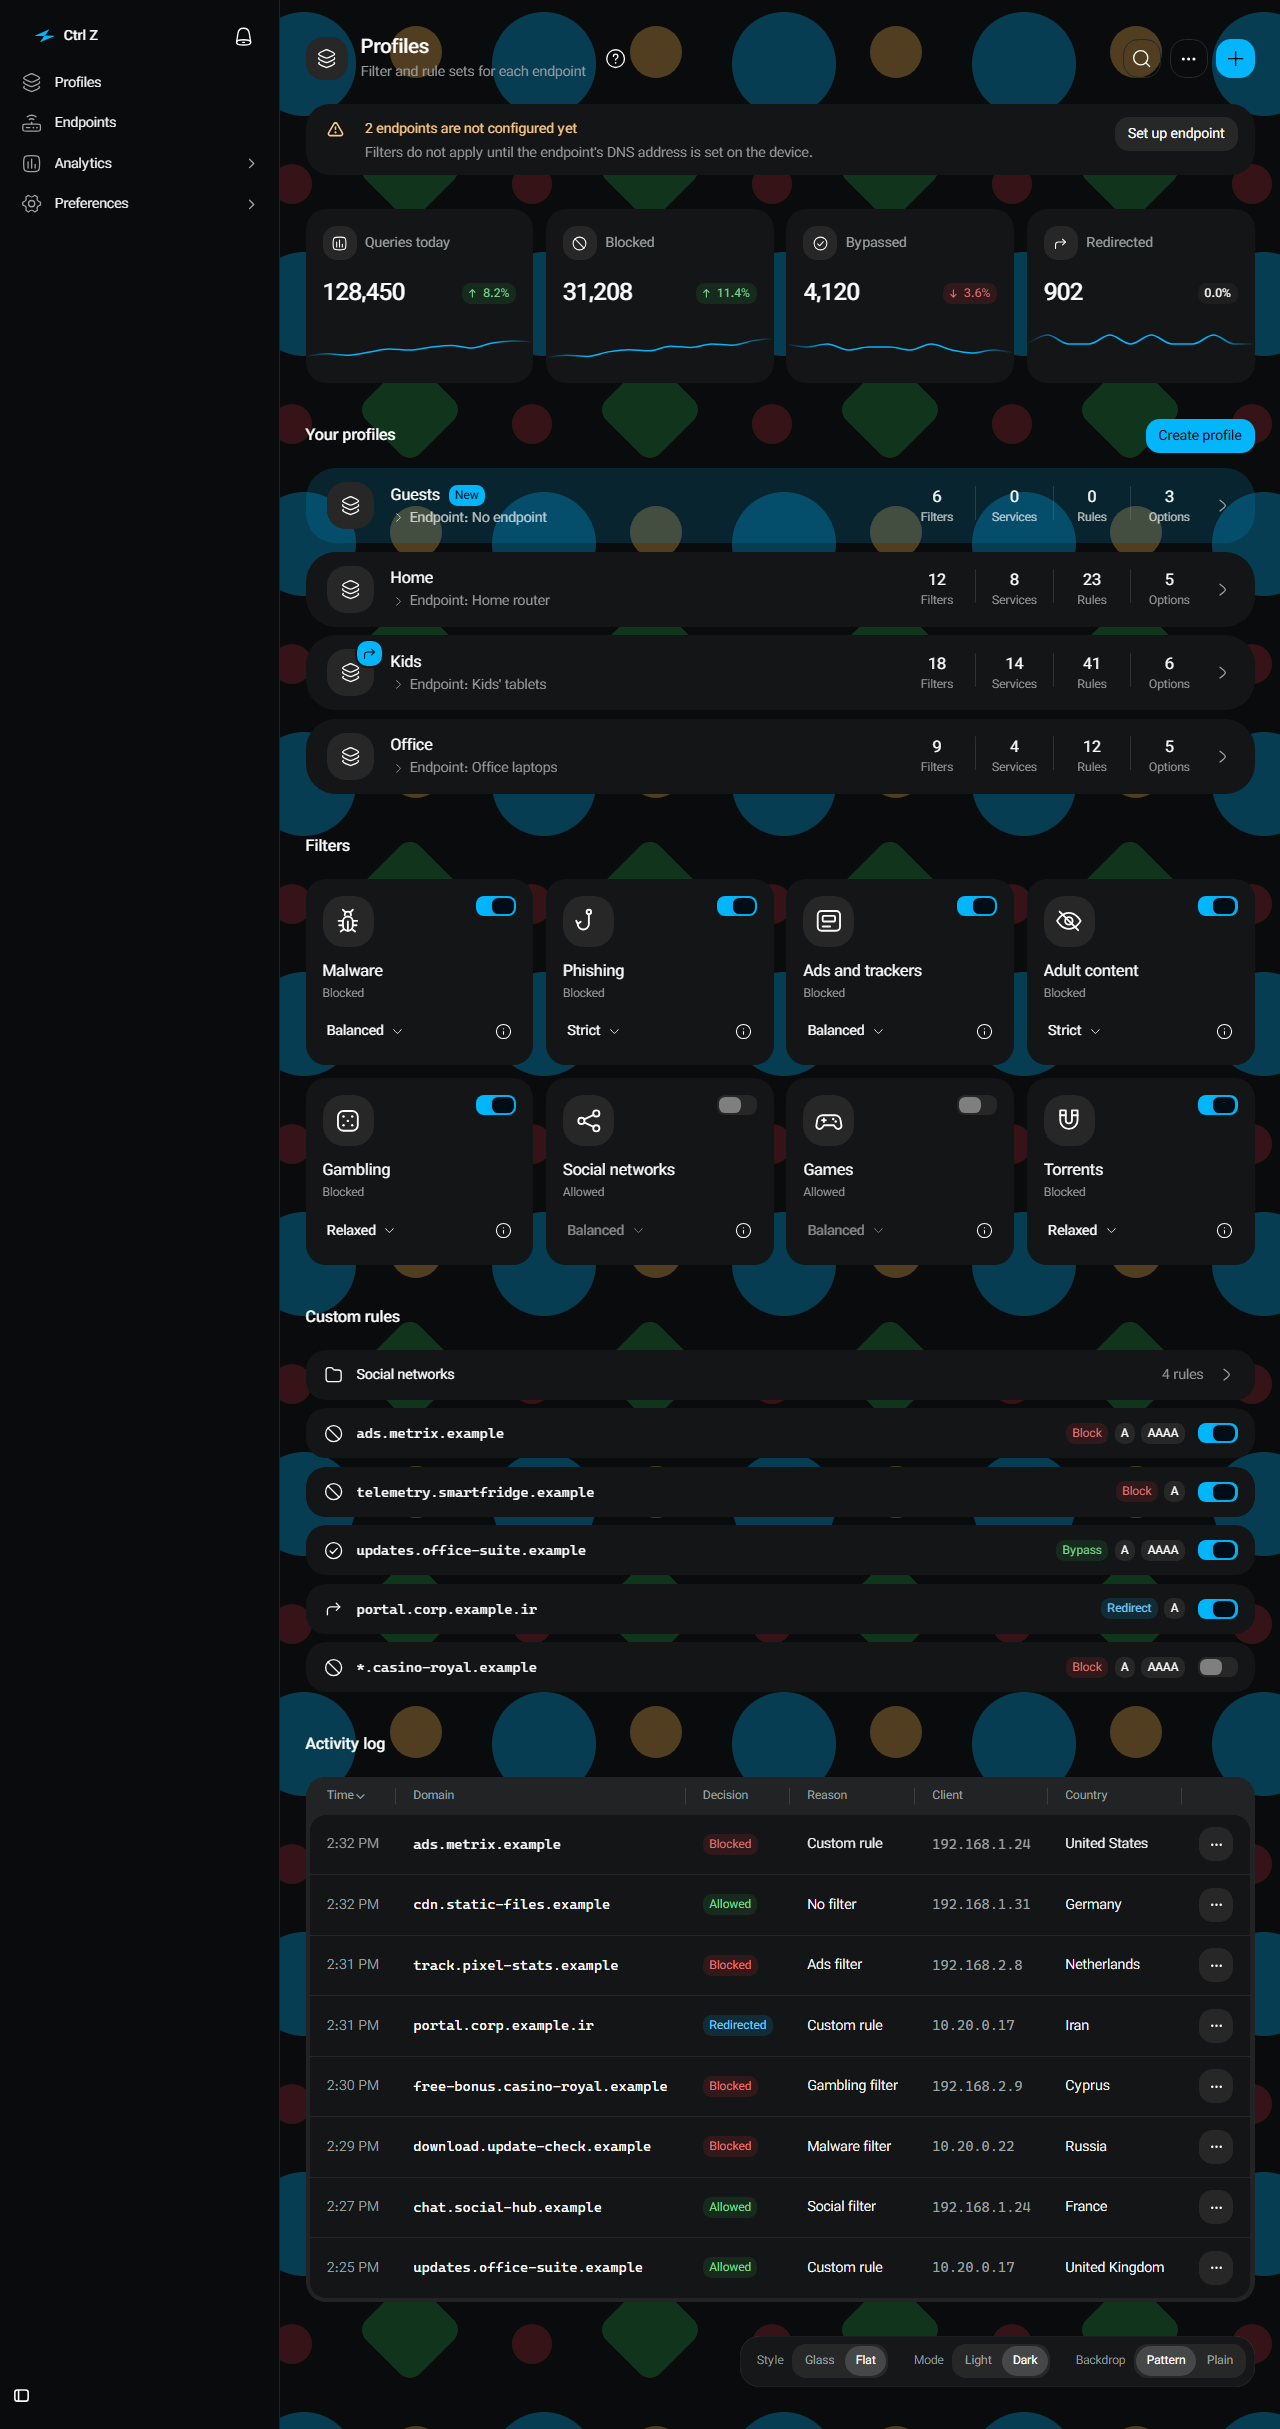 Ctrl Z
Profiles
Endpoints
Analytics
Preferences
Profiles
Filter and rule sets for each endpoint
2 endpoints are not configured yet
Filters do not apply until the endpoint's DNS address is set on the device.
Set up endpoint
Queries today
128,450
8.2%
Blocked
31,208
11.4%
Bypassed
4,120
3.6%
Redirected
902
0.0%
Your profiles
Create profile
Guests New
Endpoint: No endpoint
6 Filters
0 Services
0 Rules
3 Options
Home
Endpoint: Home router
12 Filters
8 Services
23 Rules
5 Options
Kids
Endpoint: Kids' tablets
18 Filters
14 Services
41 Rules
6 Options
Office
Endpoint: Office laptops
9 Filters
4 Services
12 Rules
5 Options
Filters
Malware
Blocked
Balanced
Phishing
Blocked
Strict
Ads and trackers
Blocked
Balanced
Adult content
Blocked
Strict
Gambling
Blocked
Relaxed
Social networks
Allowed
Balanced
Games
Allowed
Balanced
Torrents
Blocked
Relaxed
Custom rules
Social networks 4 rules
ads.metrix.example Block A AAAA
telemetry.smartfridge.example Block A
updates.office-suite.example Bypass A AAAA
portal.corp.example.ir Redirect A
*.casino-royal.example Block A AAAA
Activity log
Time Domain Decision Reason Client Country
2:32 PM ads.metrix.example Blocked Custom rule 192.168.1.24 United States
2:32 PM cdn.static-files.example Allowed No filter 192.168.1.31 Germany
2:31 PM track.pixel-stats.example Blocked Ads filter 192.168.2.8 Netherlands
2:31 PM portal.corp.example.ir Redirected Custom rule 10.20.0.17 Iran
2:30 PM free-bonus.casino-royal.example Blocked Gambling filter 192.168.2.9 Cyprus
2:29 PM download.update-check.example Blocked Malware filter 10.20.0.22 Russia
2:27 PM chat.social-hub.example Allowed Social filter 192.168.1.24 France
2:25 PM updates.office-suite.example Allowed Custom rule 10.20.0.17 United Kingdom
Style Glass Flat Mode Light Dark Backdrop Pattern Plain